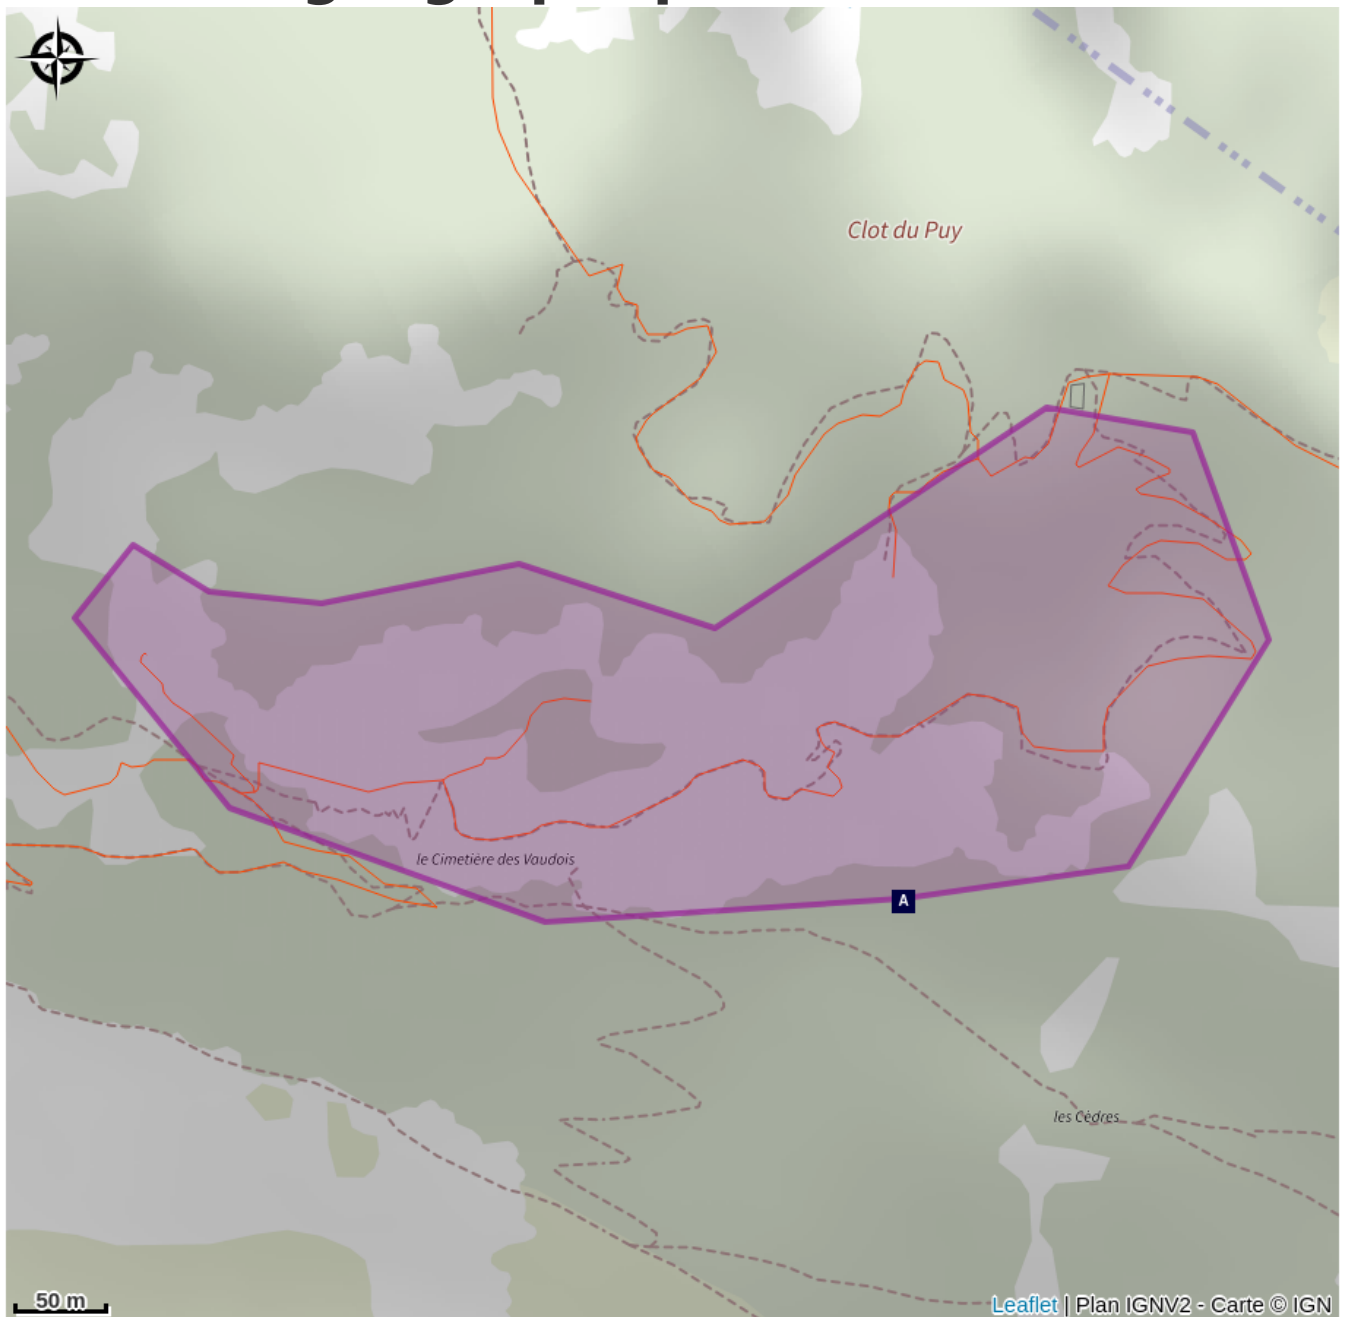 Clot du Puy
le Cimetière des Vaudois
A
les Cèdres
50 m
Leaflet | Plan IGNV2 - Carte © IGN